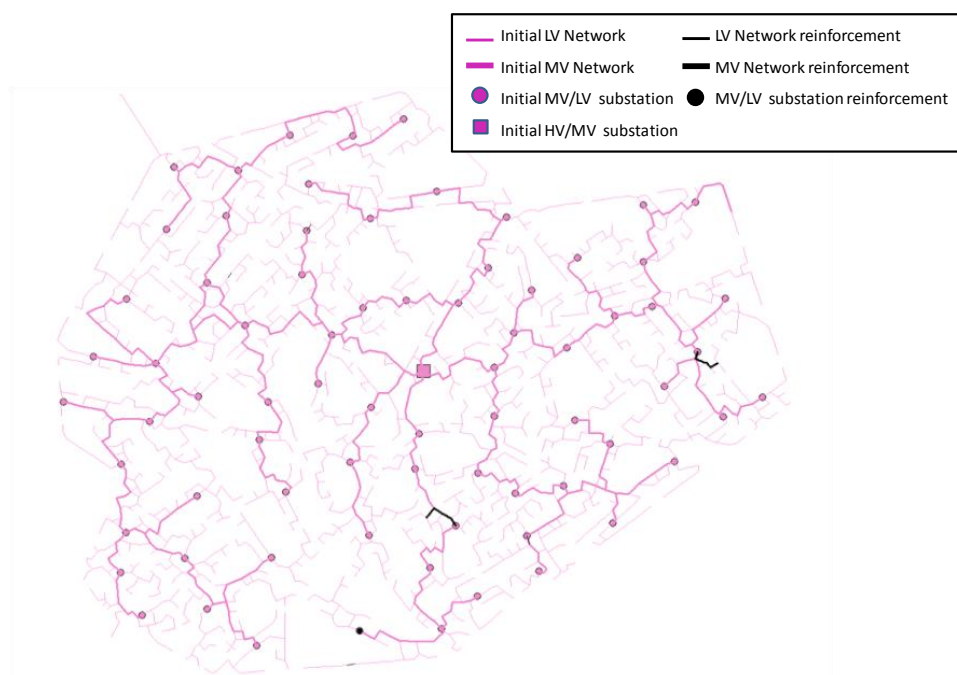 Initial LV Network
LV Network reinforcement
Initial MV Network
MV Network reinforcement
Initial MV/LV substation
MV/LV substation reinforcement
Initial HV/MV substation